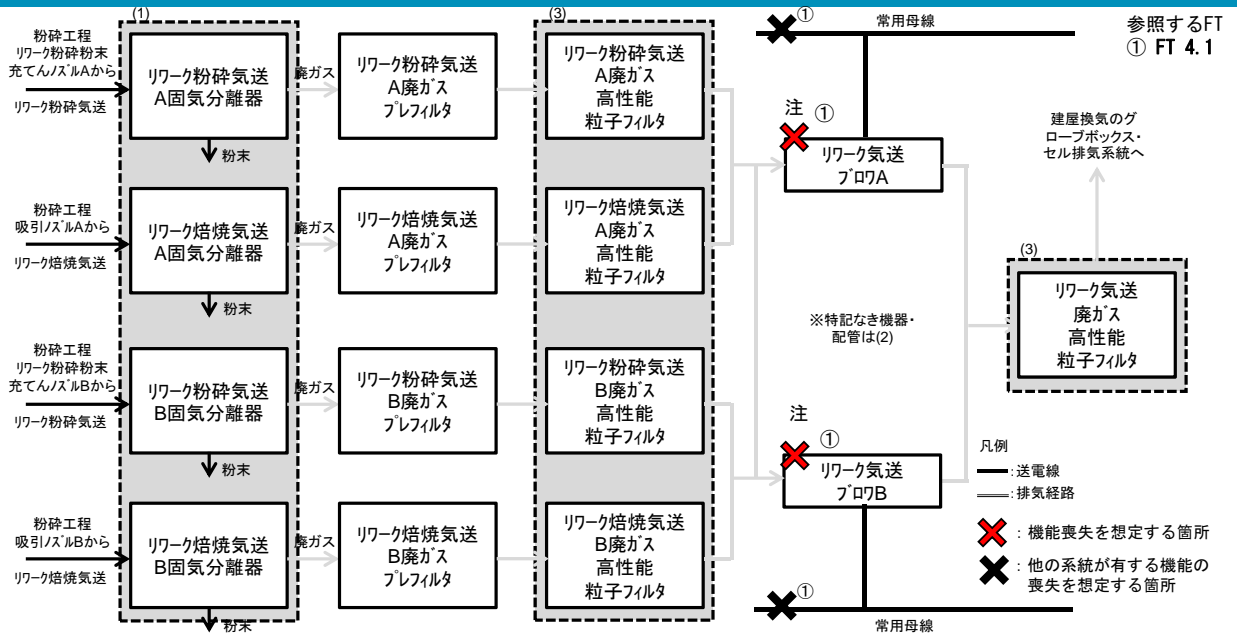 (1)
粉砕工程
リワーク粉砕粉末
充てんノズルAから
リワーク粉砕気送
リワーク粉砕気送
A固気分離器
粉末
廃ガス
リワーク粉砕気送
A廃ガス
プレフィルタ
(3)
リワーク粉砕気送
A廃ガス
高性能
粒子フィルタ
粉砕工程
吸引ノズルAから
リワーク焙焼気送
リワーク焙焼気送
A固気分離器
粉末
廃ガス
リワーク焙焼気送
A廃ガス
プレフィルタ
リワーク焙焼気送
A廃ガス
高性能
粒子フィルタ
粉砕工程
リワーク粉砕粉末
充てんノズルBから
リワーク粉砕気送
リワーク粉砕気送
B固気分離器
粉末
廃ガス
リワーク粉砕気送
B廃ガス
プレフィルタ
リワーク粉砕気送
B廃ガス
高性能
粒子フィルタ
粉砕工程
吸引ノズルBから
リワーク焙焼気送
リワーク焙焼気送
B固気分離器
粉末
廃ガス
リワーク焙焼気送
B廃ガス
プレフィルタ
リワーク焙焼気送
B廃ガス
高性能
粒子フィルタ
①
常用母線
注 ①
リワーク気送
ブロワA
※特記なき機器・
配管は(2)
注
①
リワーク気送
ブロワB
①
常用母線
参照するFT
① FT 4.1
建屋換気のグ
ローブボックス・
セル排気系統へ
(3)
リワーク気送
廃ガス
高性能
粒子フィルタ
凡例
:送電線
:排気経路
: 機能喪失を想定する箇所
: 他の系統が有する機能の
喪失を想定する箇所